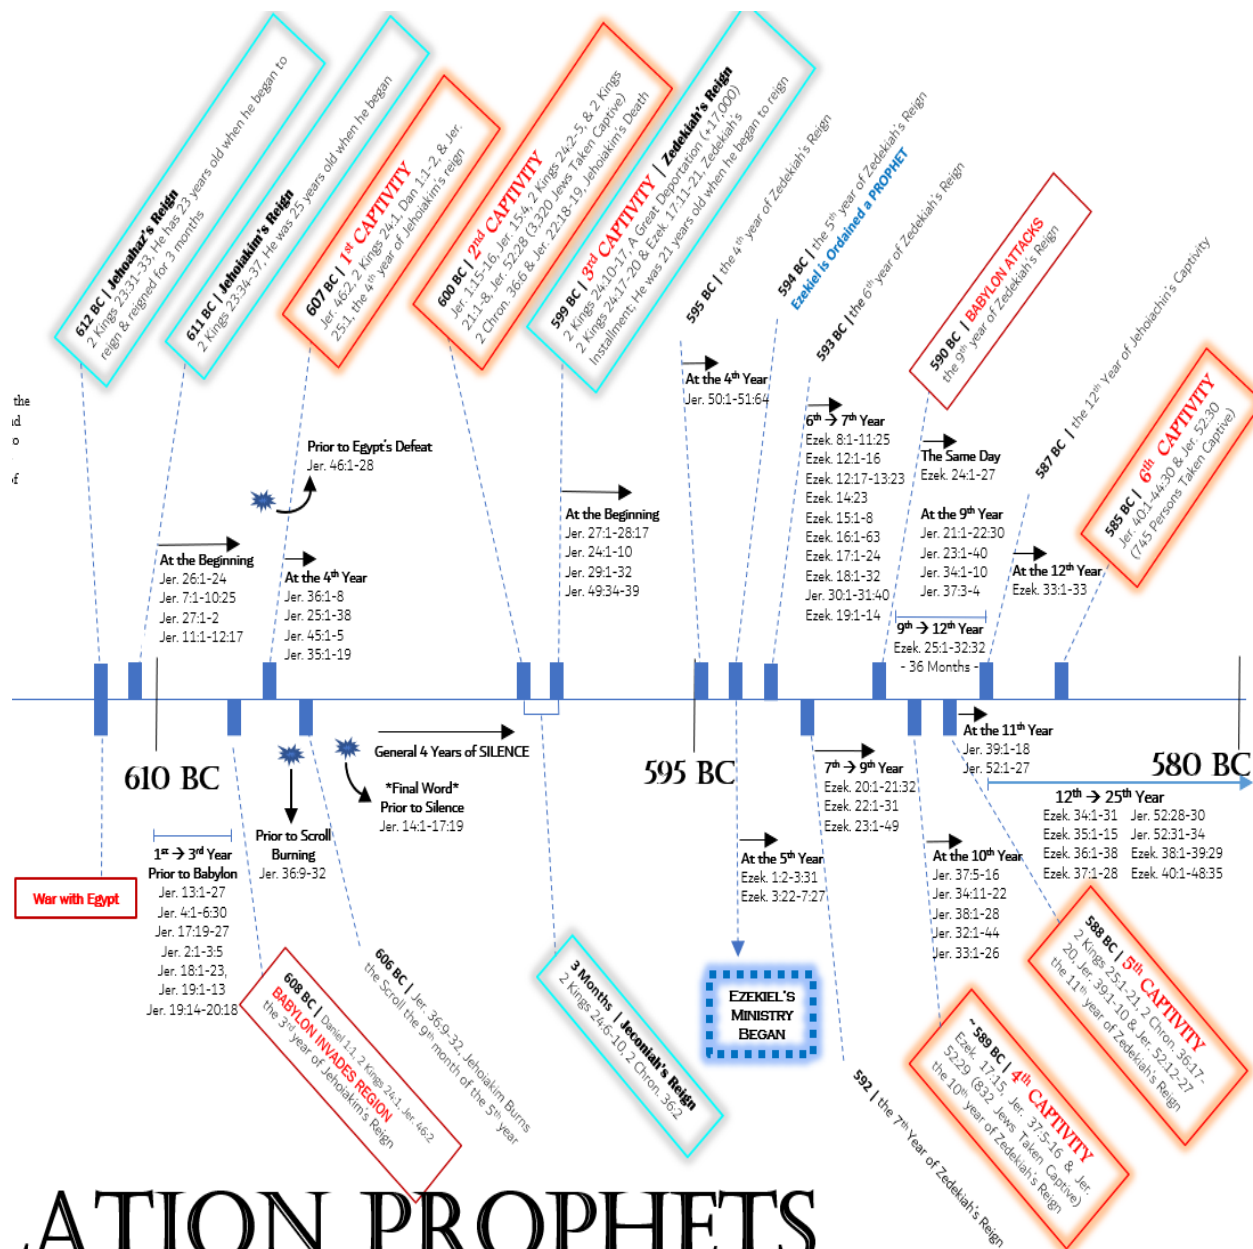 612 BC | Jehoahaz's Reign
2 Kings 23:31-33, He has 23 years old when he began to
reign & reigned for 3 months
611 BC | Jehoiakim's Reign
2 Kings 23:34-37, He was 25 years old when he began
607 BC | 1st CAPTIVITY
Jer. 46:2, 2 Kings 24:1, Dan 1:1-2, & Jer.
25:1, the 4th year of Jehoiakim's reign
600 BC | 2nd CAPTIVITY
Jer. 1:15-16, Jer. 15:4, 2 Kings 24:2-5, & 2 Kings
21:1-8, Jer. 52:28 (3,320 Jews Taken Captive)
2 Chron. 36:6 & Jer. 22:18-19, Jehoiakim's Death
599 BC | 3rd CAPTIVITY | Zedekiah's Reign
2 Kings 24:10-17, A Great Deportation (+17,000)
2 Kings 24:17-20 & Ezek. 17:11-21, Zedekiah's
Installment; He was 21 years old when he began to reign
595 BC | the 4th year of Zedekiah's Reign
594 BC | the 5th year of Zedekiah's Reign
Ezekiel is Ordained a PROPHET
593 BC | the 6th year of Zedekiah's Reign
590 BC | BABYLON ATTACKS
the 9th year of Zedekiah's Reign
587 BC | the 12th Year of Jehoiachin's Captivity
585 BC | 6th CAPTIVITY
Jer. 40:1-44:30 & Jer. 52:30
(745 Persons Taken Captive)
the
o
of
Prior to Egypt's Defeat
Jer. 46:1-28
At the Beginning
Jer. 26:1-24
Jer. 7:1-10:25
Jer. 27:1-2
Jer. 11:1-12:17
At the 4th Year
Jer. 36:1-8
Jer. 25:1-38
Jer. 45:1-5
Jer. 35:1-19
At the Beginning
Jer. 27:1-28:17
Jer. 24:1-10
Jer. 29:1-32
Jer. 49:34-39
At the 4th Year
Jer. 50:1-51:64
6th → 7th Year
Ezek. 8:1-11:25
Ezek. 12:1-16
Ezek. 12:17-13:23
Ezek. 14:23
Ezek. 15:1-8
Ezek. 16:1-63
Ezek. 17:1-24
Ezek. 18:1-32
Jer. 30:1-31:40
Ezek. 19:1-14
The Same Day
Ezek. 24:1-27
At the 9th Year
Jer. 21:1-22:30
Jer. 23:1-40
Jer. 34:1-10
Jer. 37:3-4
9th → 12th Year
Ezek. 25:1-32:32
- 36 Months -
At the 12th Year
Ezek. 33:1-33
610 BC
595 BC
580 BC
General 4 Years of SILENCE
*Final Word*
Prior to Silence
Jer. 14:1-17:19
Prior to Scroll
Burning
Jer. 36:9-32
1st → 3rd Year
Prior to Babylon
Jer. 13:1-27
Jer. 4:1-6:30
Jer. 17:19-27
Jer. 2:1-3:5
Jer. 18:1-23,
Jer. 19:1-13
Jer. 19:14-20:18
War with Egypt
At the 5th Year
Ezek. 1:2-3:31
Ezek. 3:22-7:27
7th → 9th Year
Ezek. 20:1-21:32
Ezek. 22:1-31
Ezek. 23:1-49
At the 10th Year
Jer. 37:5-16
Jer. 34:11-22
Jer. 38:1-28
Jer. 32:1-44
Jer. 33:1-26
At the 11th Year
Jer. 39:1-18
Jer. 52:1-27
12th → 25th Year
Ezek. 34:1-31 Jer. 52:28-30
Ezek. 35:1-15 Jer. 52:31-34
Ezek. 36:1-38 Ezek. 38:1-39:29
Ezek. 37:1-28 Ezek. 40:1-48:35
608 BC | Daniel 1:1, 2 Kings 24:1, Jer. 46:2
BABYLON INVADES REGION
the 3rd year of Jehoiakim's Reign
606 BC | Jer. 36:9-32, Jehoiakim Burns
the Scroll the 9th month of the 5th year
3 Months | Jeconiah's Reign
2 Kings 24:6-10, 2 Chron. 36:2
EZEKIEL'S
MINISTRY
BEGAN
592 | the 7th Year of Zedekiah's Reign
~ 589 BC | 4th CAPTIVITY
Ezek. 17:15, Jer. 37:5-16 & Jer.
52:29 (832 Jews Taken Captive)
the 10th year of Zedekiah's Reign
588 BC | 5th CAPTIVITY
2 Kings 25:1-21, 2 Chron. 36:17-
20, Jer. 39:1-10 & Jer. 52:12-27
the 11th year of Zedekiah's Reign
ATION PROPHETS